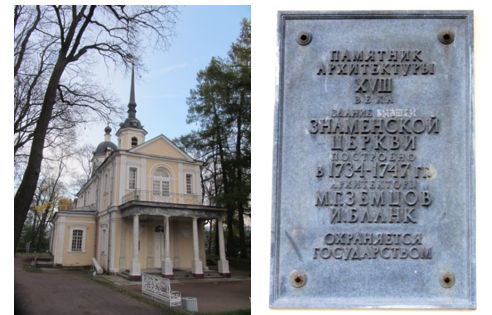 ПАМЯТНИК
АРХИТЕКТУРЫ
XVIII
ВЕКА
ЗДАНИЕ БЫВШЕЙ
ЗНАМЕНСКОЙ
ЦЕРКВИ
ПОСТРОЕНО
В 1734-1747 ГГ.
АРХИТЕКТОРЫ
М.Г.ЗЕМЦОВ
И.БЛАНК
ОХРАНЯЕТСЯ
ГОСУДАРСТВОМ